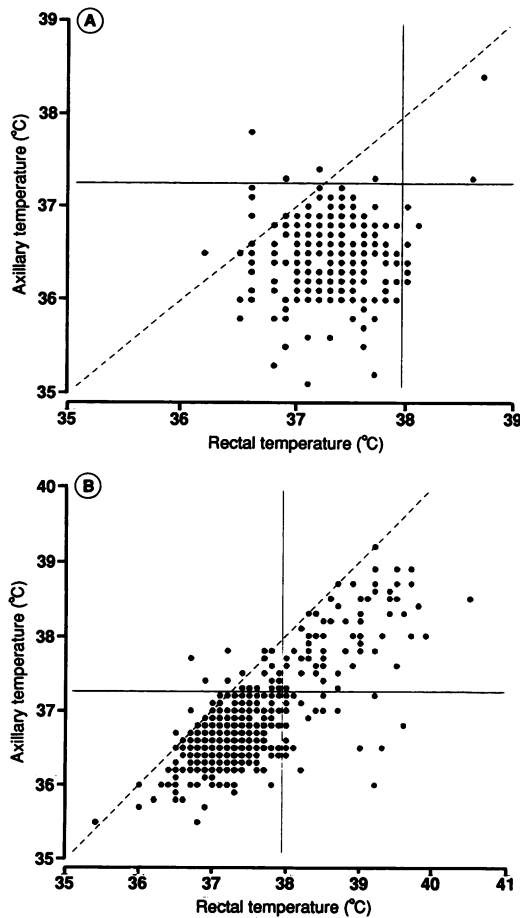 A
39
38
37
36
35
Axillary temperature (°C)
35 36 37 38 39
Rectal temperature (°C)
B
40
39
38
37
36
35
Axillary temperature (°C)
35 36 37 38 39 40 41
Rectal temperature (°C)